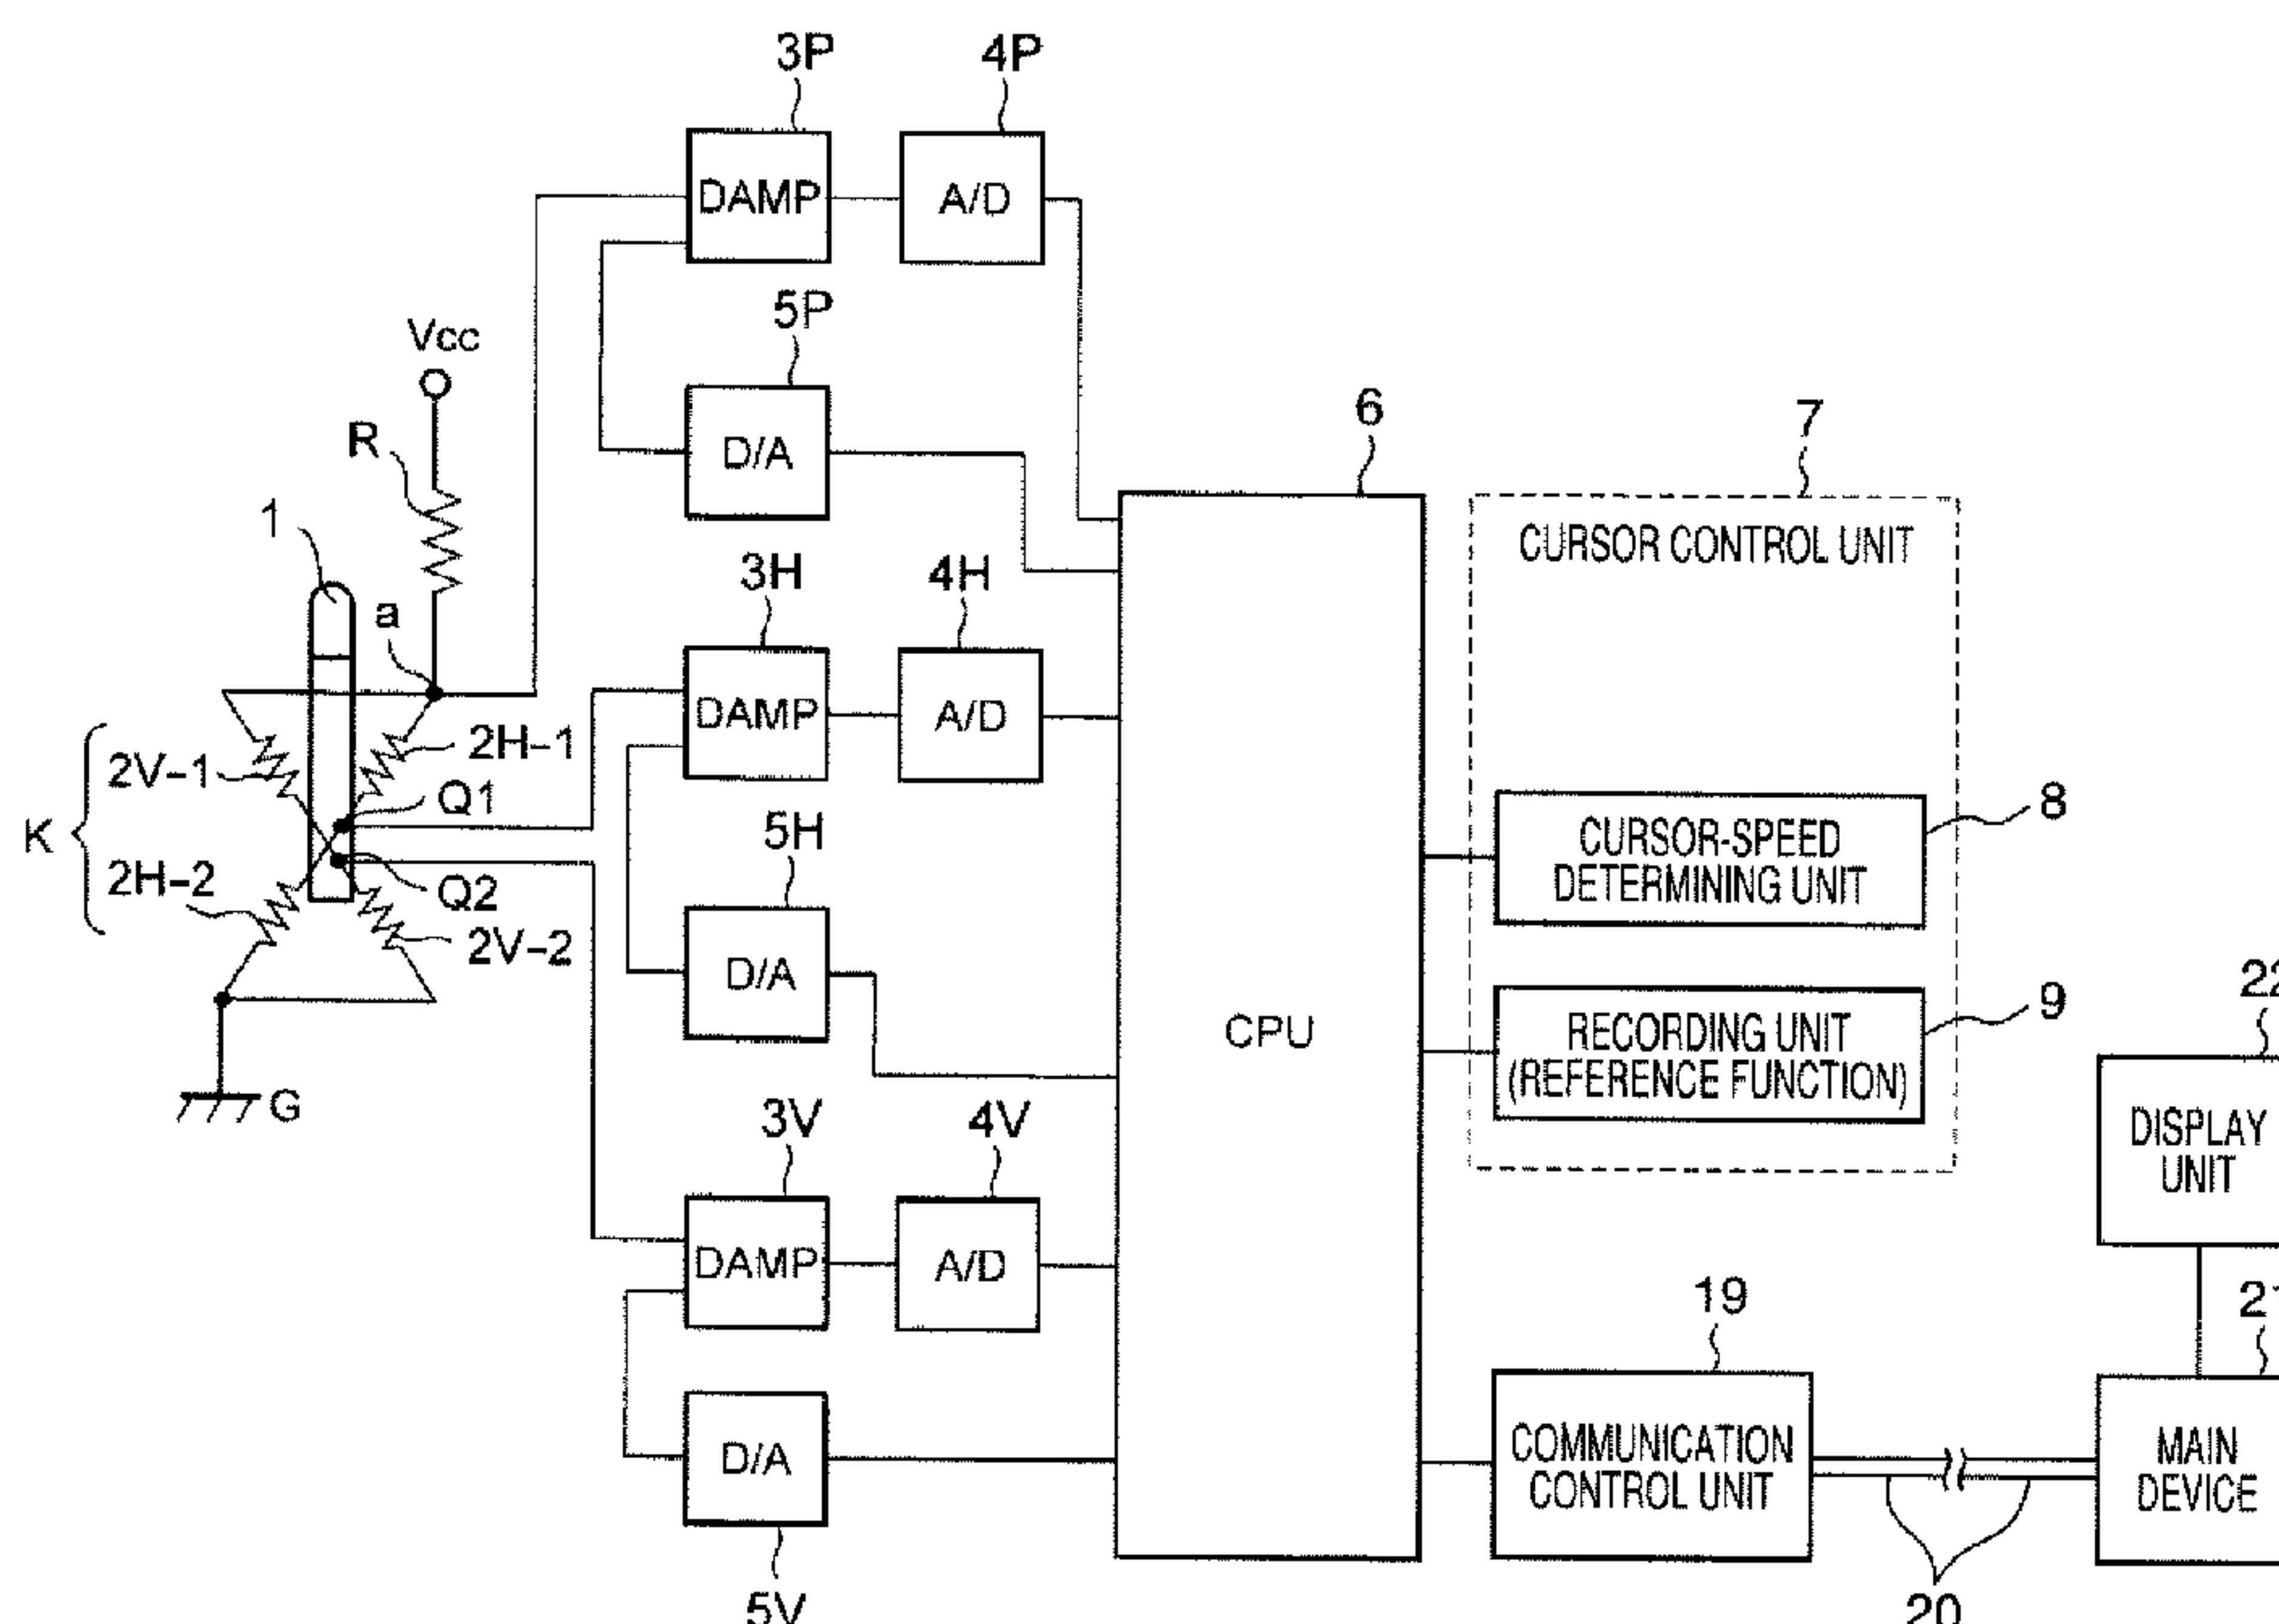 3P
4P
DAMP
A/D
5P
Vcc
D/A
R
6
7
1
CURSOR CONTROL UNIT
3H
4H
a
DAMP
A/D
2H-1
2V-1
Q1
K
5H
8
CURSOR-SPEED
DETERMINING UNIT
2H-2
Q2
2V-2
D/A
22
9
CPU
RECORDING UNIT
(REFERENCE FUNCTION)
G
3V
4V
DISPLAY
UNIT
DAMP
A/D
19
21
COMMUNICATION
CONTROL UNIT
MAIN
DEVICE
D/A
5V
20